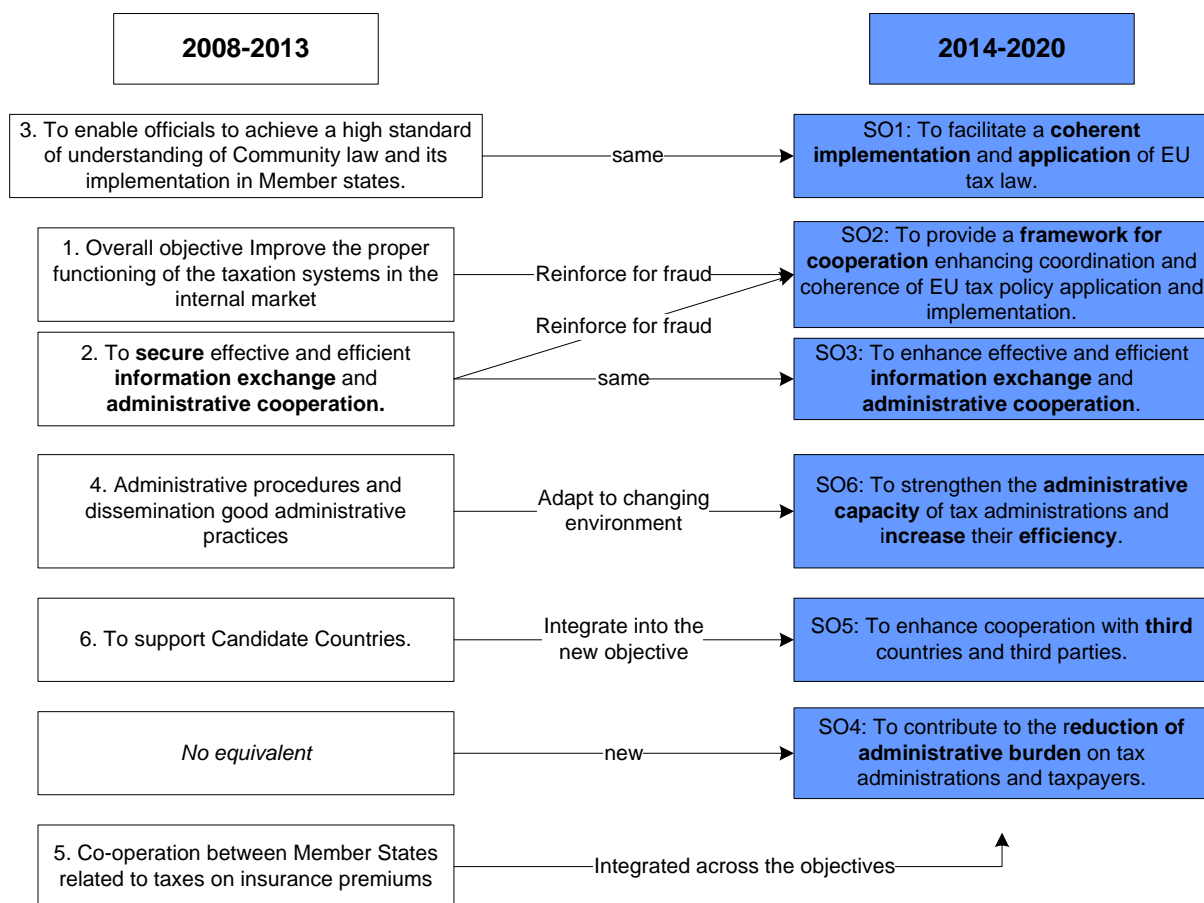 2008-2013
2014-2020
3. To enable officials to achieve a high standard
of understanding of Community law and its
implementation in Member states.
same
SO1: To facilitate a coherent
implementation and application of EU
tax law.
1. Overall objective Improve the proper
functioning of the taxation systems in the
internal market
Reinforce for fraud
SO2: To provide a framework for
cooperation enhancing coordination and
coherence of EU tax policy application and
implementation.
Reinforce for fraud
2. To secure effective and efficient
information exchange and
administrative cooperation.
same
SO3: To enhance effective and efficient
information exchange and
administrative cooperation.
4. Administrative procedures and
dissemination good administrative
practices
Adapt to changing
environment
SO6: To strengthen the administrative
capacity of tax administrations and
increase their efficiency.
6. To support Candidate Countries.
Integrate into the
new objective
SO5: To enhance cooperation with third
countries and third parties.
No equivalent
new
SO4: To contribute to the reduction of
administrative burden on tax
administrations and taxpayers.
5. Co-operation between Member States
related to taxes on insurance premiums
Integrated across the objectives